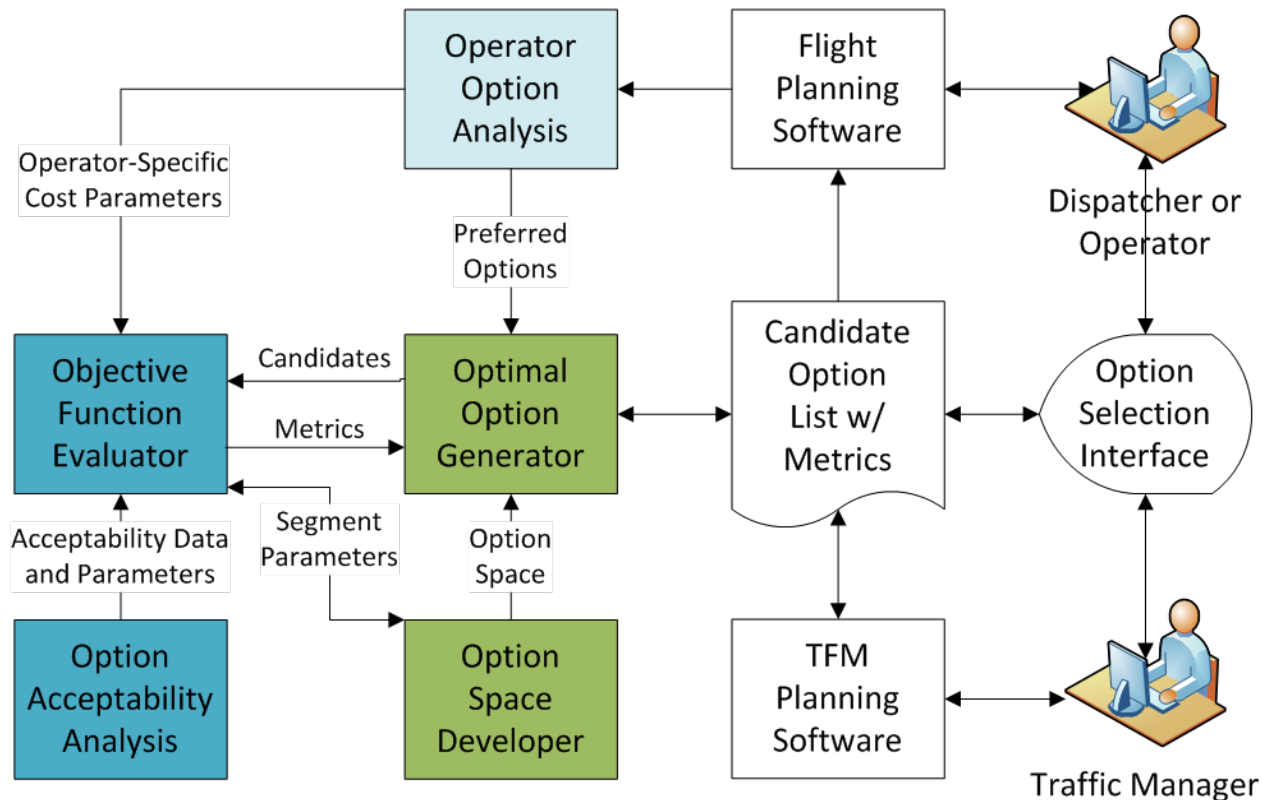 Operator
Option
Analysis
Flight
Planning
Software
Operator-Specific
Cost Parameters
Preferred
Options
Dispatcher or
Operator
Objective
Function
Evaluator
Candidates
Metrics
Optimal
Option
Generator
Candidate
Option
List w/
Metrics
Option
Selection
Interface
Acceptability Data
and Parameters
Segment
Parameters
Option
Space
Option
Acceptability
Analysis
Option
Space
Developer
TFM
Planning
Software
Traffic Manager